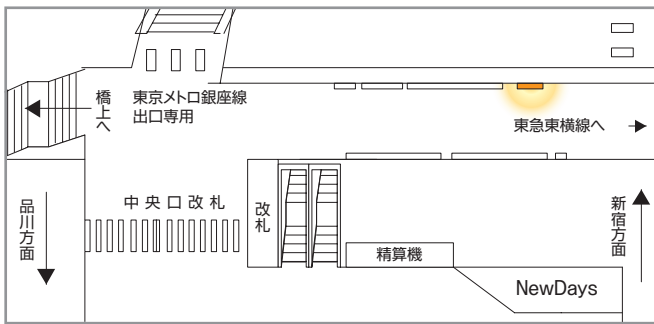 橋上へ
東京メトロ銀座線
出口専用
東急東横線へ
品川方面
中央口改札
改札
新宿方面
精算機
NewDays